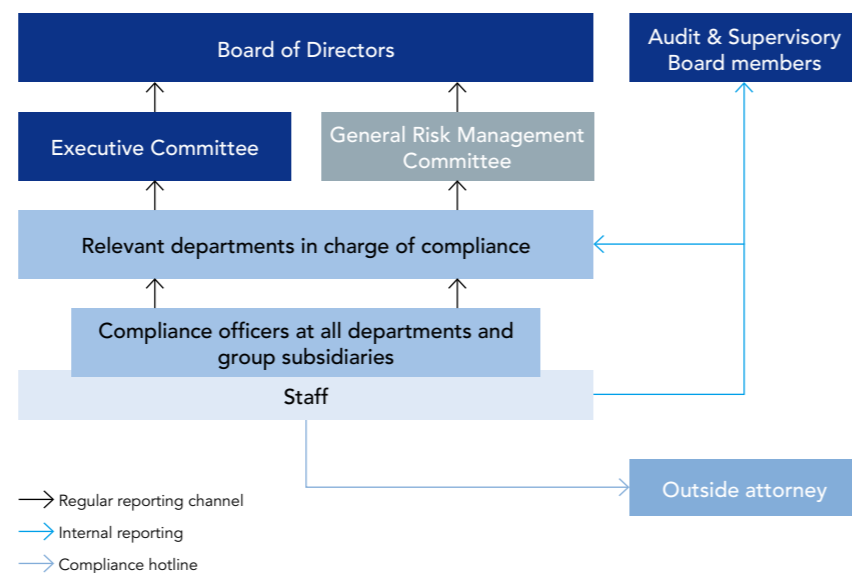 Board of Directors
Audit & Supervisory
Board members
Executive Committee
General Risk Management
Committee
Relevant departments in charge of compliance
Compliance officers at all departments and
group subsidiaries
Staff
Outside attorney
Regular reporting channel
Internal reporting
Compliance hotline